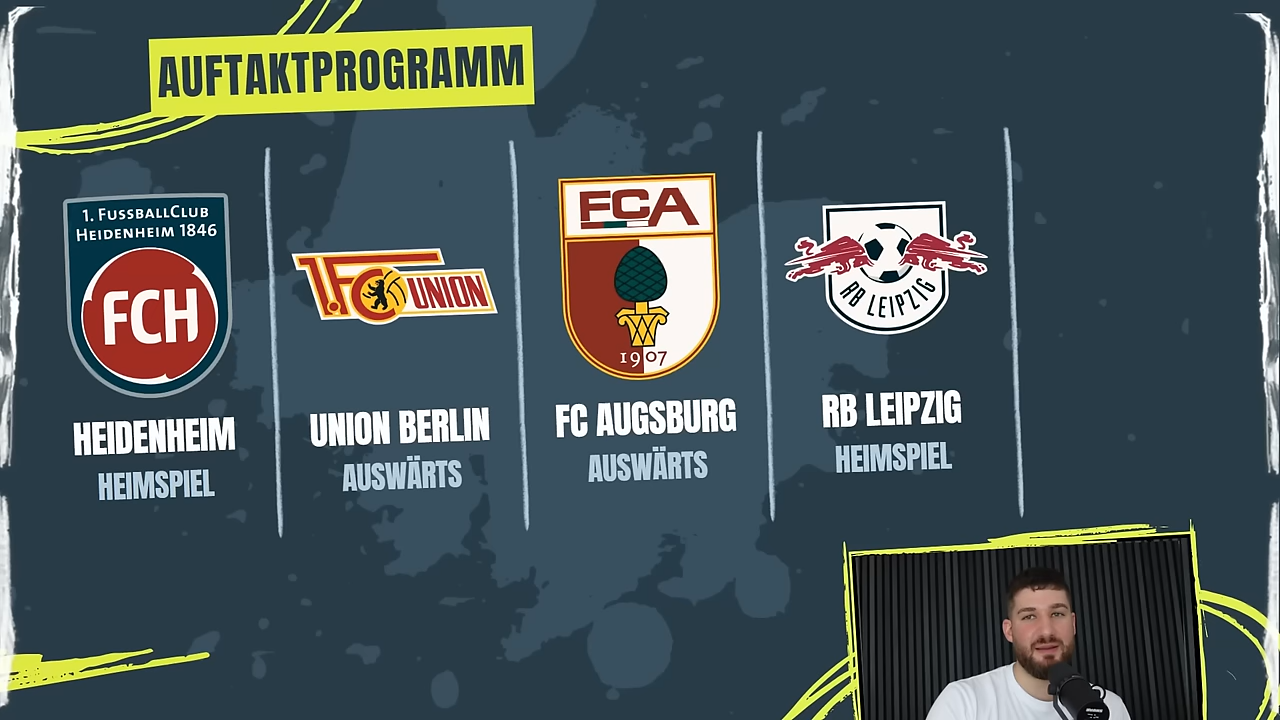 AUFTAKTPROGRAMM
1. FUSSBALLCLUB
HEIDENHEIM 1846
FCH
HEIDENHEIM
HEIMSPIEL
1.FC UNION
UNION BERLIN
AUSWÄRTS
FCA
1907
FC AUGSBURG
AUSWÄRTS
RB LEIPZIG
RB LEIPZIG
HEIMSPIEL